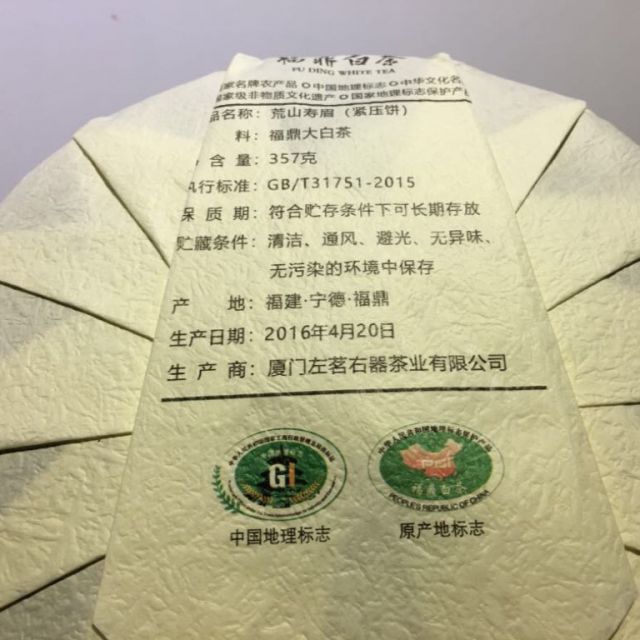 福鼎白茶
FU DING WHITE TEA
国家名牌农产品 中国地理标志 中华文化名
国家级非物质文化遗产 国家地理标志保护产品
品名称: 荒山寿眉 (紧压饼)
料: 福鼎大白茶
含量: 357克
执行标准: GB/T31751-2015
保质期: 符合贮存条件下可长期存放
贮藏条件: 清洁、通风、避光、无异味、
无污染的环境中保存
产地: 福建·宁德·福鼎
生产日期: 2016年4月20日
生产商: 厦门左茗右器茶业有限公司
GI
PEOPLE'S REPUBLIC OF CHINA
中国地理标志
原产地标志